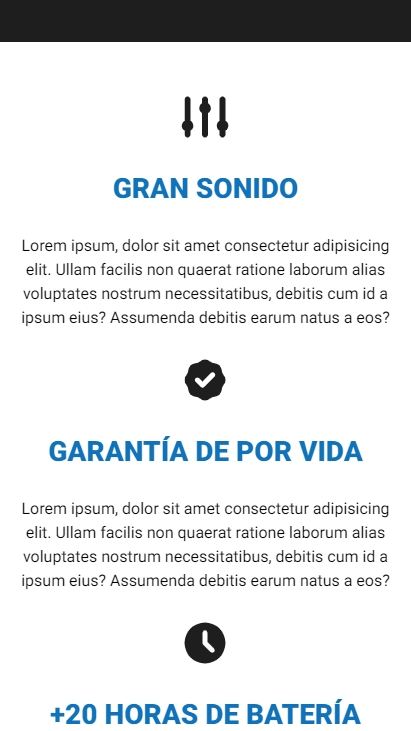 GRAN SONIDO
Lorem ipsum, dolor sit amet consectetur adipisicing
elit. Ullam facilis non quaerat ratione laborum alias
voluptates nostrum necessitatibus, debitis cum id a
ipsum eius? Assumenda debitis earum natus a eos?
GARANTÍA DE POR VIDA
Lorem ipsum, dolor sit amet consectetur adipisicing
elit. Ullam facilis non quaerat ratione laborum alias
voluptates nostrum necessitatibus, debitis cum id a
ipsum eius? Assumenda debitis earum natus a eos?
+20 HORAS DE BATERÍA